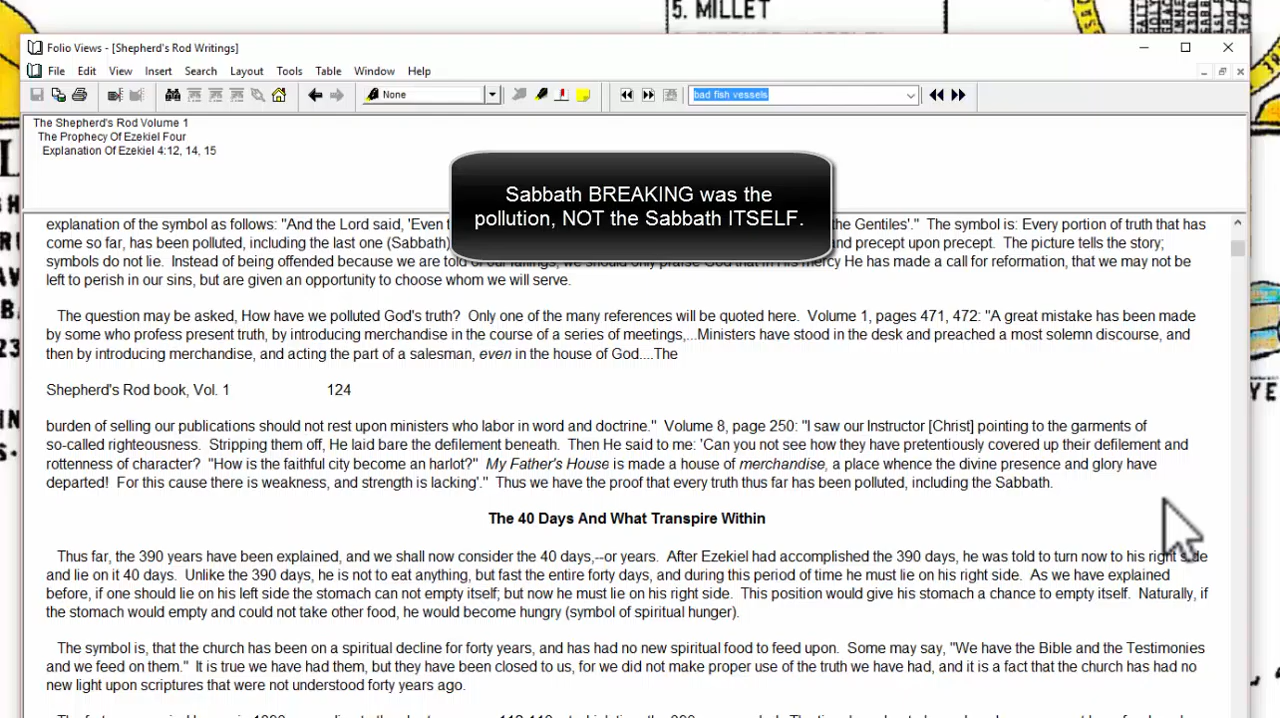 5. MILLET
Folio Views - [Shepherd's Rod Writings]
File Edit View Insert Search Layout Tools Table Window Help
None
bad fish vessels
The Shepherd's Rod Volume 1
The Prophecy Of Ezekiel Four
Explanation Of Ezekiel 4:12, 14, 15
Sabbath BREAKING was the
pollution, NOT the Sabbath ITSELF.
explanation of the symbol as follows: "And the Lord said, 'Even t the Gentiles'." The symbol is: Every portion of truth that has
come so far, has been polluted, including the last one (Sabbath) and precept upon precept. The picture tells the story;
symbols do not lie. Instead of being offended because we are told of our failings, we should only praise God that in His mercy He has made a call for reformation, that we may not be
left to perish in our sins, but are given an opportunity to choose whom we will serve.
The question may be asked, How have we polluted God's truth? Only one of the many references will be quoted here. Volume 1, pages 471, 472: "A great mistake has been made
by some who profess present truth, by introducing merchandise in the course of a series of meetings,...Ministers have stood in the desk and preached a most solemn discourse, and
then by introducing merchandise, and acting the part of a salesman, even in the house of God....The
Shepherd's Rod book, Vol. 1 124
burden of selling our publications should not rest upon ministers who labor in word and doctrine." Volume 8, page 250: "I saw our Instructor [Christ] pointing to the garments of
so-called righteousness. Stripping them off, He laid bare the defilement beneath. Then He said to me: 'Can you not see how they have pretentiously covered up their defilement and
rottenness of character? "How is the faithful city become an harlot?" My Father's House is made a house of merchandise, a place whence the divine presence and glory have
departed! For this cause there is weakness, and strength is lacking'." Thus we have the proof that every truth thus far has been polluted, including the Sabbath.
The 40 Days And What Transpire Within
Thus far, the 390 years have been explained, and we shall now consider the 40 days,--or years. After Ezekiel had accomplished the 390 days, he was told to turn now to his right side
and lie on it 40 days. Unlike the 390 days, he is not to eat anything, but fast the entire forty days, and during this period of time he must lie on his right side. As we have explained
before, if one should lie on his left side the stomach can not empty itself; but now he must lie on his right side. This position would give his stomach a chance to empty itself. Naturally, if
the stomach would empty and could not take other food, he would become hungry (symbol of spiritual hunger).
The symbol is, that the church has been on a spiritual decline for forty years, and has had no new spiritual food to feed upon. Some may say, "We have the Bible and the Testimonies
and we feed on them." It is true we have had them, but they have been closed to us, for we did not make proper use of the truth we have had, and it is a fact that the church has had no
new light upon scriptures that were not understood forty years ago.